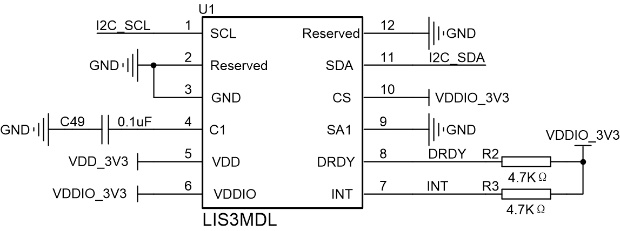 U1
I2C_SCL 1 SCL Reserved 12 GND
GND 2 Reserved SDA 11 I2C_SDA
3 GND CS 10 VDDIO_3V3
GND C49 0.1uF 4 C1 SA1 9 GND
VDD_3V3 5 VDD DRDY 8 DRDY R2 4.7KΩ VDDIO_3V3
VDDIO_3V3 6 VDDIO INT 7 INT R3 4.7KΩ
LIS3MDL